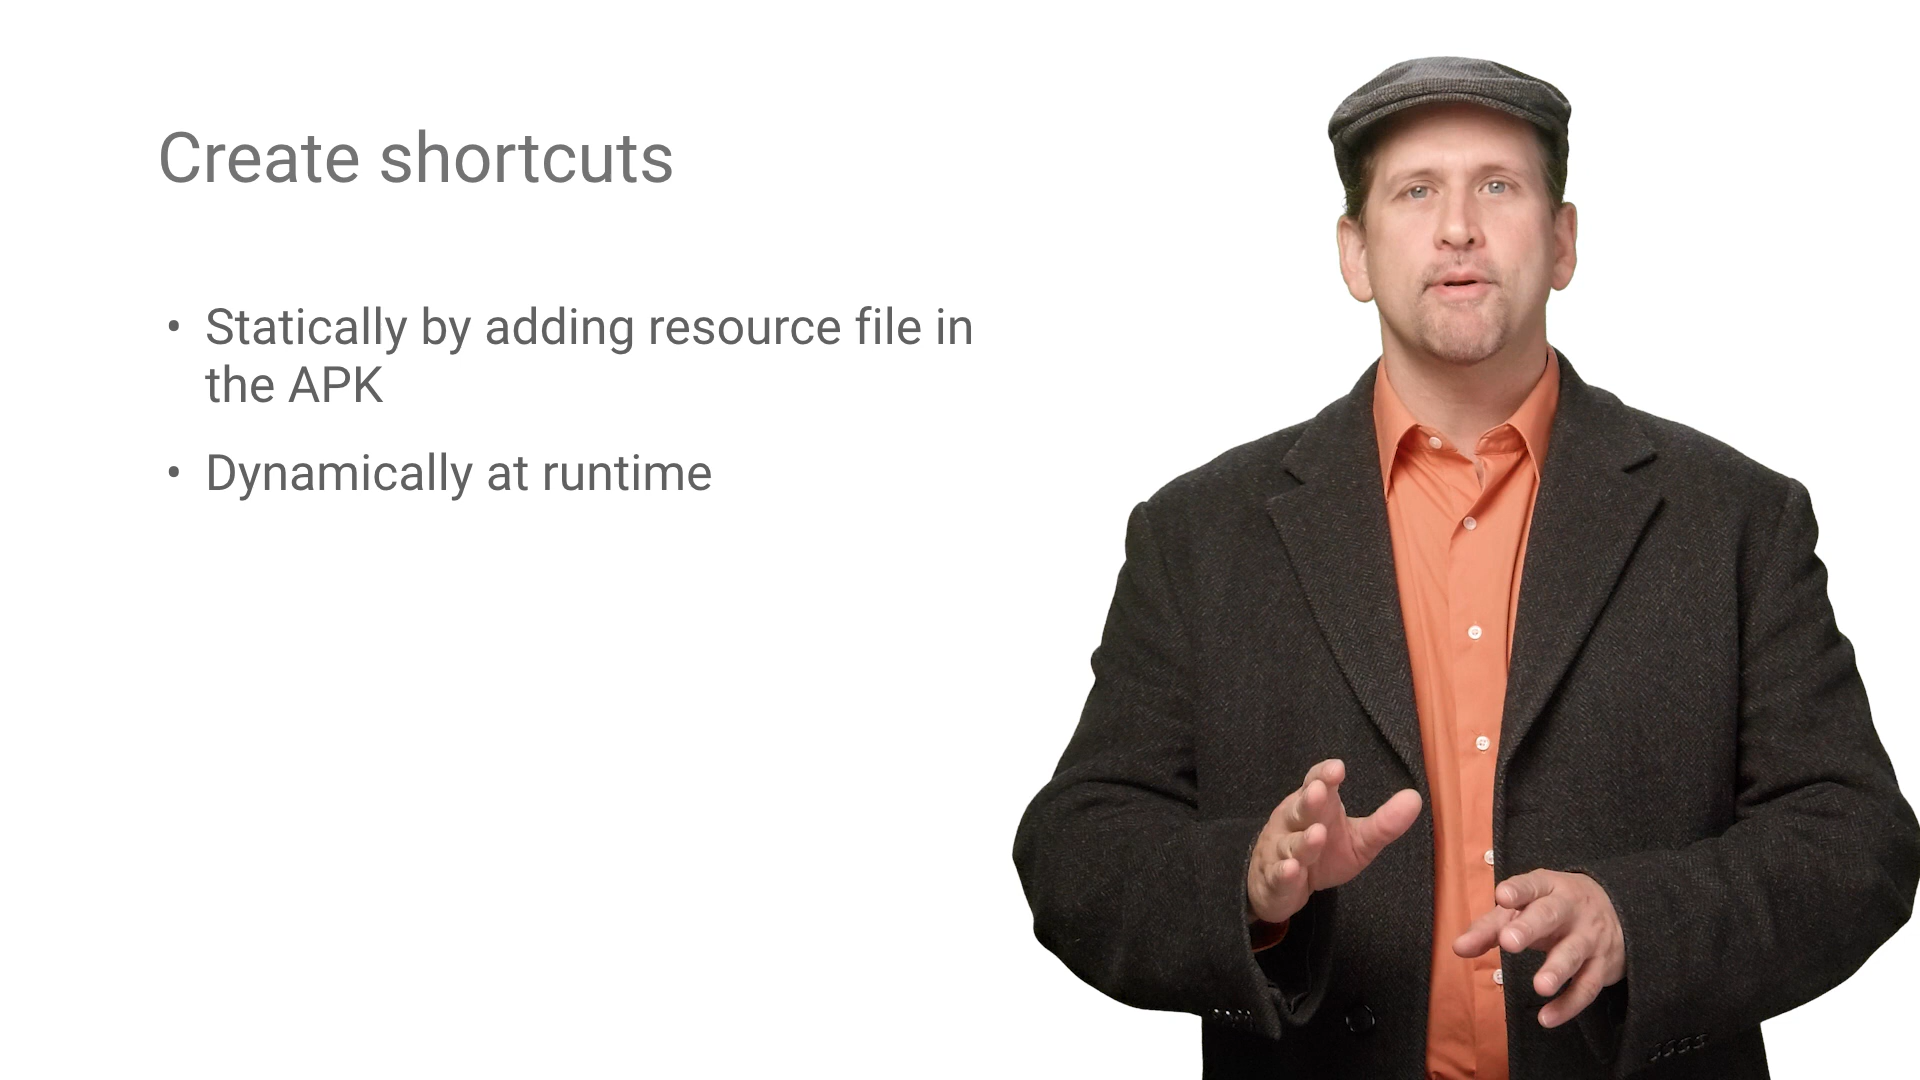 Create shortcuts
• Statically by adding resource file in
the APK
• Dynamically at runtime